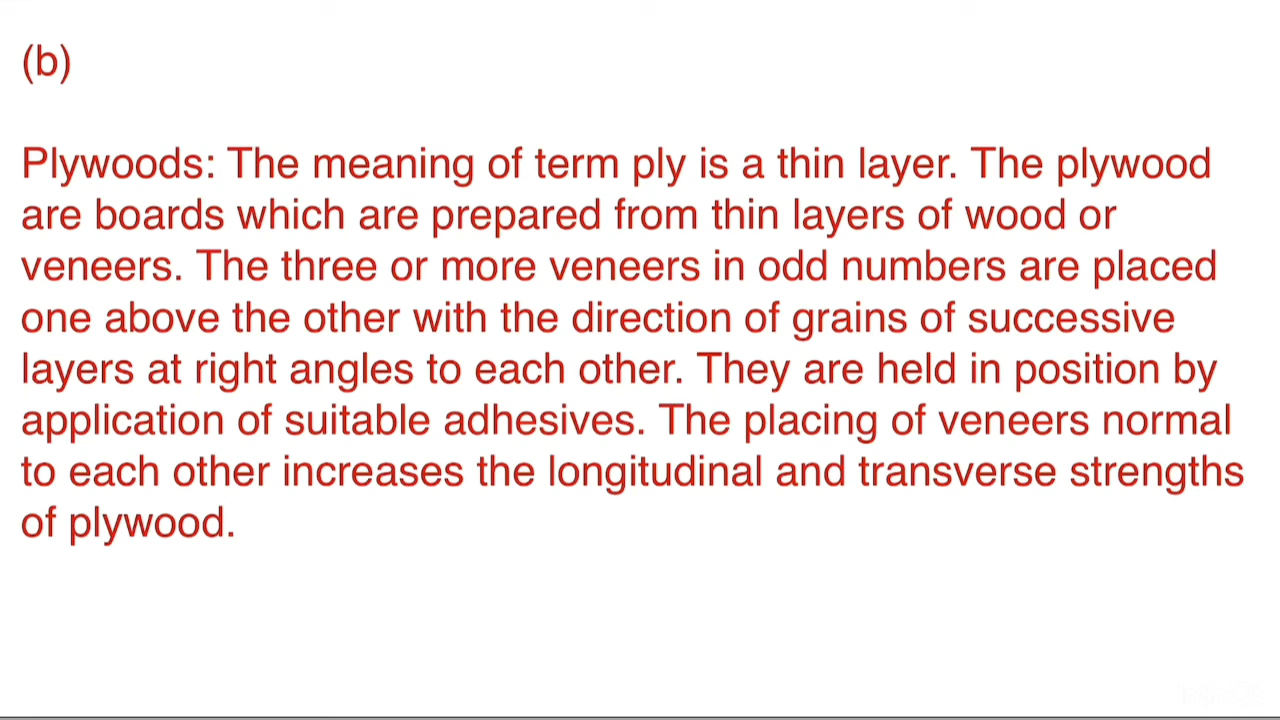 (b)
Plywoods: The meaning of term ply is a thin layer. The plywood
are boards which are prepared from thin layers of wood or
veneers. The three or more veneers in odd numbers are placed
one above the other with the direction of grains of successive
layers at right angles to each other. They are held in position by
application of suitable adhesives. The placing of veneers normal
to each other increases the longitudinal and transverse strengths
of plywood.